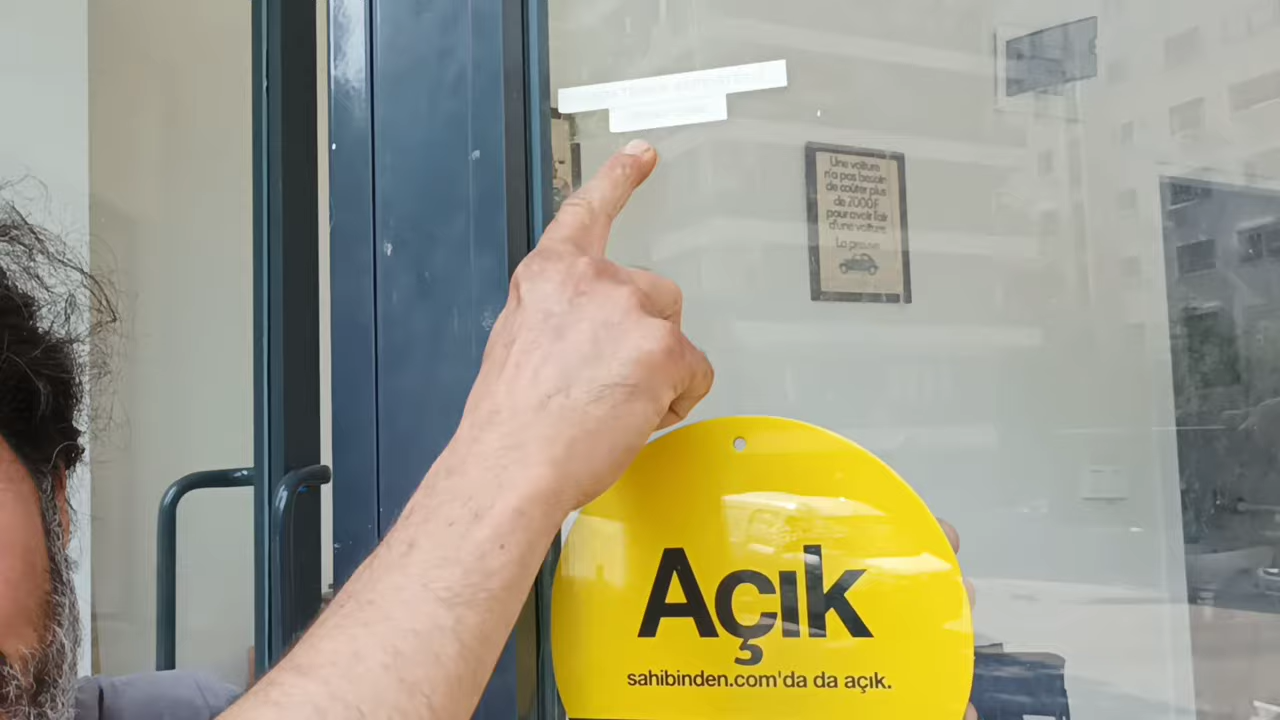 Une voiture
n'a pas besoin
de coûter plus
de 7000 F
pour avoir l'air
d'une voiture.
La preuve
Açık
sahibinden.com'da da açık.